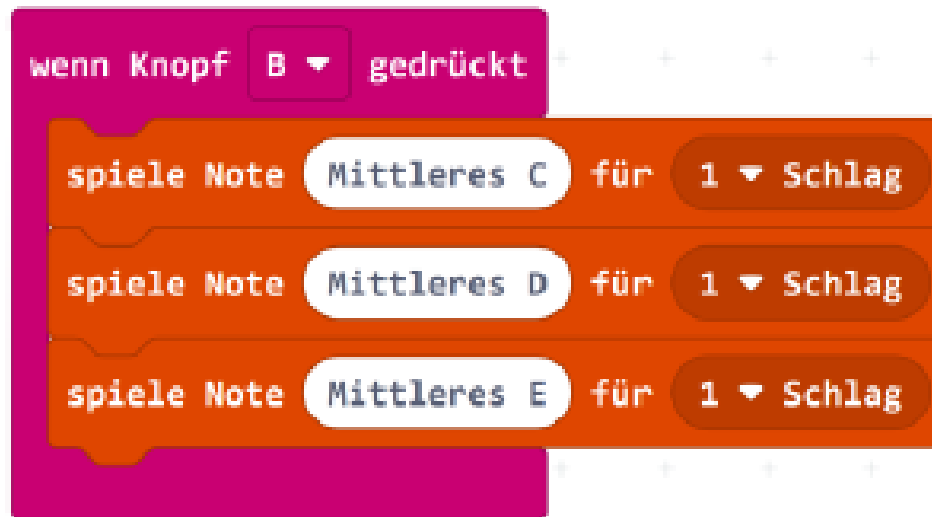 wenn Knopf B gedrückt
spiele Note Mittleres C für 1 Schlag
spiele Note Mittleres D für 1 Schlag
spiele Note Mittleres E für 1 Schlag